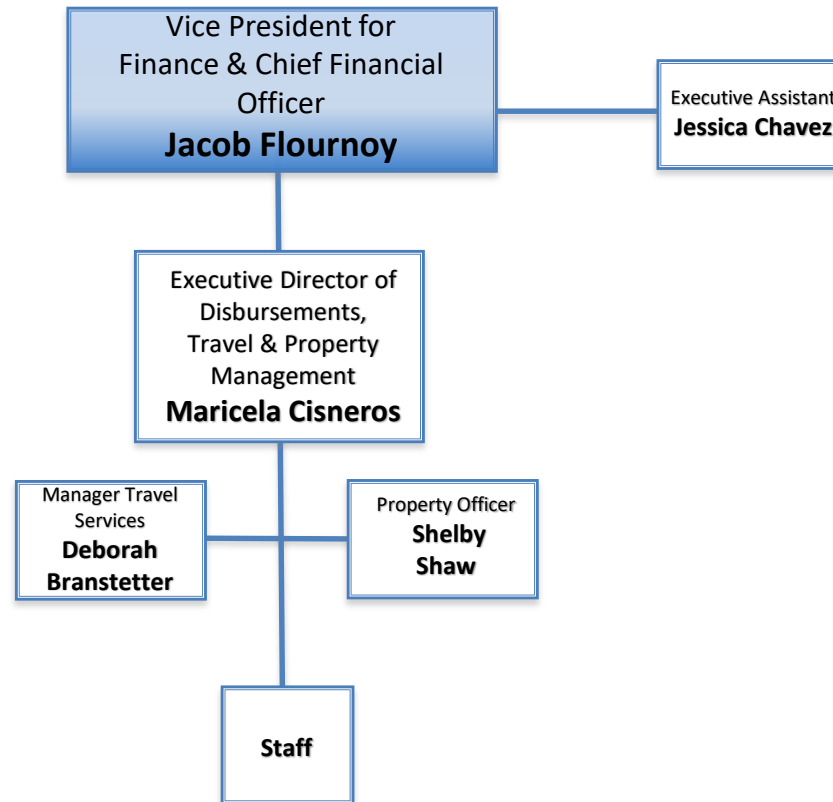 Vice President for
Finance & Chief Financial
Officer
Jacob Flournoy
Executive Assistant
Jessica Chavez
Executive Director of
Disbursements,
Travel & Property
Management
Maricela Cisneros
Manager Travel
Services
Deborah
Branstetter
Property Officer
Shelby
Shaw
Staff